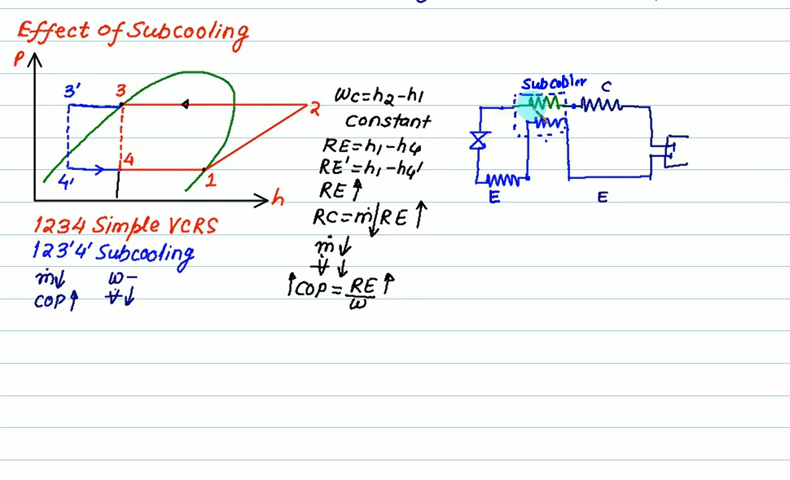 Effect of Subcooling
P
3' 3
2
4
4' 1
h
1234 Simple VCRS
123'4' Subcooling
ṁ↓ W-
COP↑ V̶̇↓
Wc=h2-h1
constant
RE=h1-h4
RE'=h1-h4'
RE↑
RC=ṁ↓RE↑
ṁ↓
V̶̇↓
↑COP=RE↑/W
Subcooler C
E E